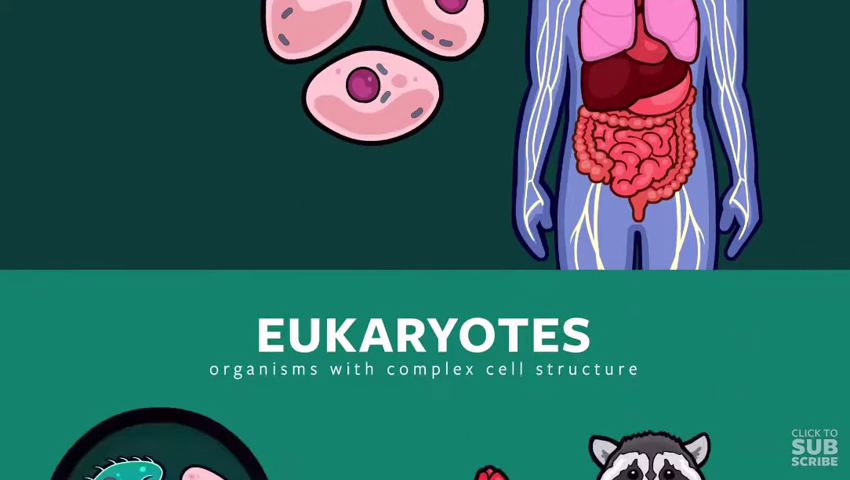 EUKARYOTES
organisms with complex cell structure
CLICK TO
SUB
SCRIBE